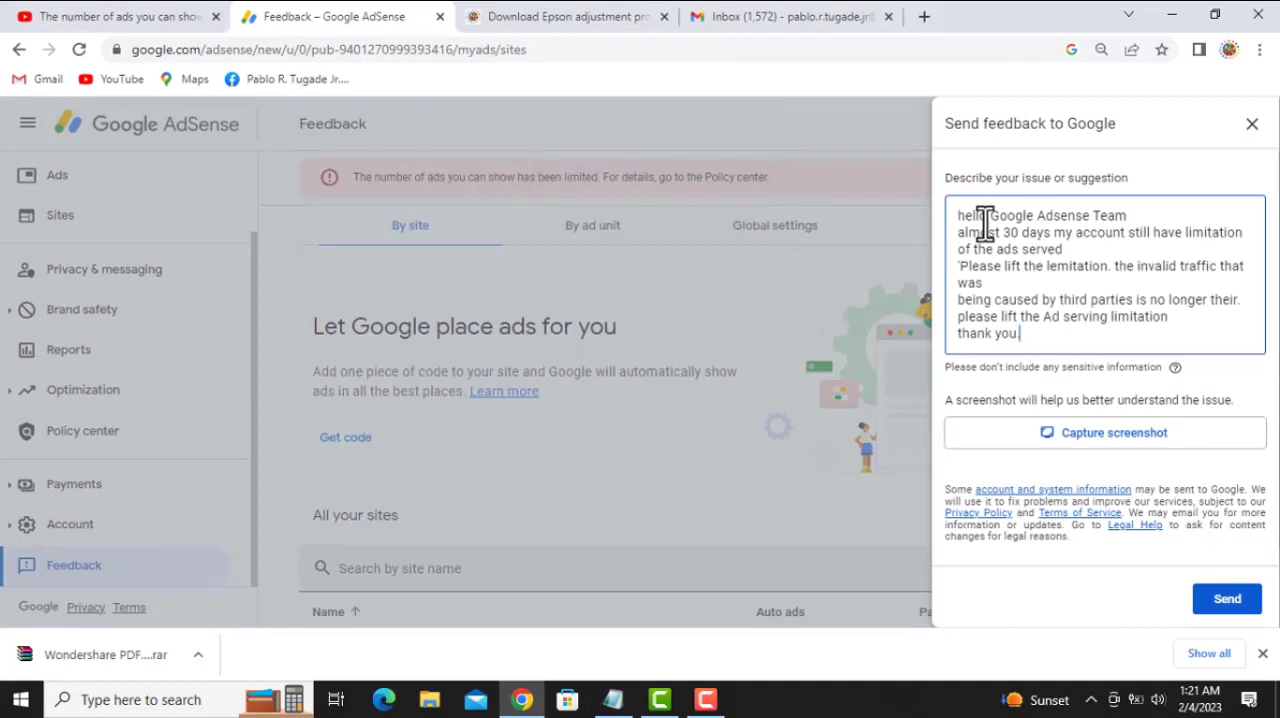 The number of ads you can show
Feedback – Google AdSense
Download Epson adjustment pro
Inbox (1,572) - pablo.r.tugade.jr
google.com/adsense/new/u/0/pub-9401270999393416/myads/sites
Gmail
YouTube
Maps
Pablo R. Tugade Jr....
Google AdSense
Feedback
Send feedback to Google
Ads
Sites
Privacy & messaging
Brand safety
Reports
Optimization
Policy center
Payments
Account
Feedback
Google Privacy Terms
The number of ads you can show has been limited. For details, go to the Policy center.
By site
By ad unit
Global settings
Let Google place ads for you
Add one piece of code to your site and Google will automatically show
ads in all the best places. Learn more
Get code
All your sites
Search by site name
Name
Auto ads
Pa
Describe your issue or suggestion
hello Google Adsense Team
almost 30 days my account still have limitation
of the ads served
'Please lift the lemitation. the invalid traffic that
was
being caused by third parties is no longer their.
please lift the Ad serving limitation
thank you.
Please don't include any sensitive information
A screenshot will help us better understand the issue.
Capture screenshot
Some account and system information may be sent to Google. We
will use it to fix problems and improve our services, subject to our
Privacy Policy and Terms of Service. We may email you for more
information or updates. Go to Legal Help to ask for content
changes for legal reasons.
Send
Wondershare PDF....rar
Show all
Type here to search
Sunset
1:21 AM
2/4/2023